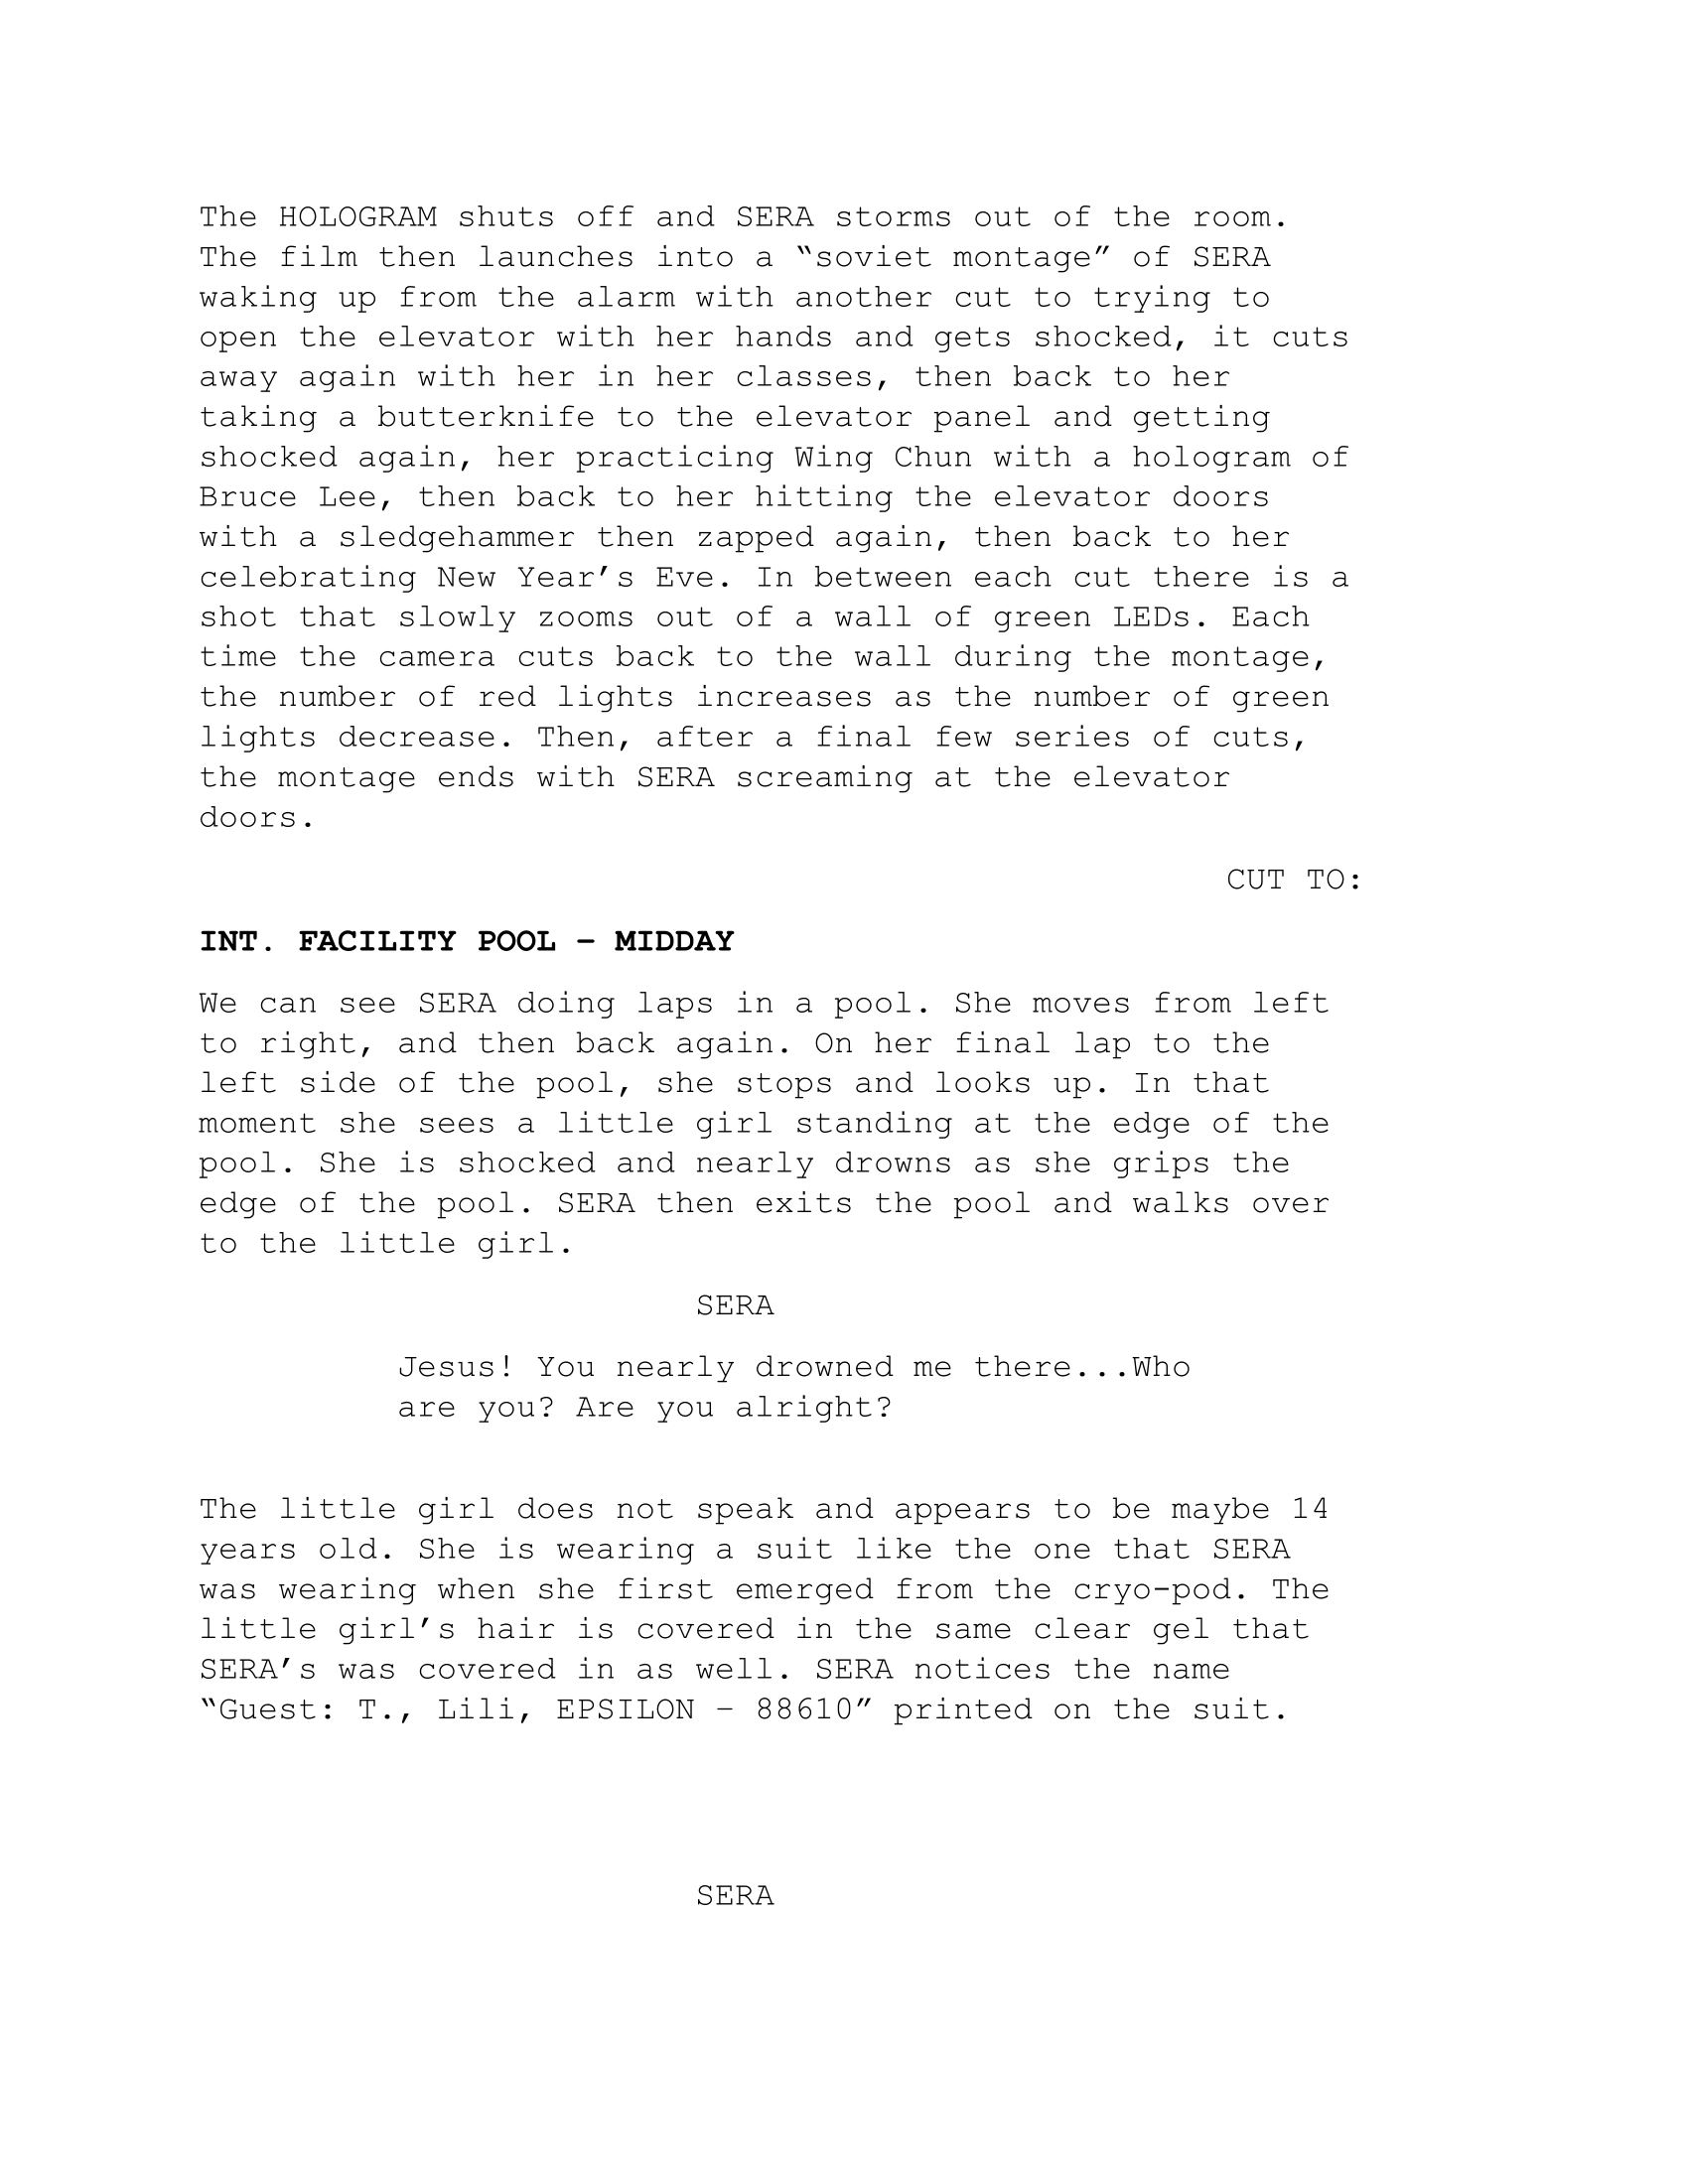 The HOLOGRAM shuts off and SERA storms out of the room.
The film then launches into a “soviet montage” of SERA
waking up from the alarm with another cut to trying to
open the elevator with her hands and gets shocked, it cuts
away again with her in her classes, then back to her
taking a butterknife to the elevator panel and getting
shocked again, her practicing Wing Chun with a hologram of
Bruce Lee, then back to her hitting the elevator doors
with a sledgehammer then zapped again, then back to her
celebrating New Year’s Eve. In between each cut there is a
shot that slowly zooms out of a wall of green LEDs. Each
time the camera cuts back to the wall during the montage,
the number of red lights increases as the number of green
lights decrease. Then, after a final few series of cuts,
the montage ends with SERA screaming at the elevator
doors.
CUT TO:
INT. FACILITY POOL – MIDDAY
We can see SERA doing laps in a pool. She moves from left
to right, and then back again. On her final lap to the
left side of the pool, she stops and looks up. In that
moment she sees a little girl standing at the edge of the
pool. She is shocked and nearly drowns as she grips the
edge of the pool. SERA then exits the pool and walks over
to the little girl.
SERA
Jesus! You nearly drowned me there...Who
are you? Are you alright?
The little girl does not speak and appears to be maybe 14
years old. She is wearing a suit like the one that SERA
was wearing when she first emerged from the cryo-pod. The
little girl’s hair is covered in the same clear gel that
SERA’s was covered in as well. SERA notices the name
“Guest: T., Lili, EPSILON – 88610” printed on the suit.
SERA